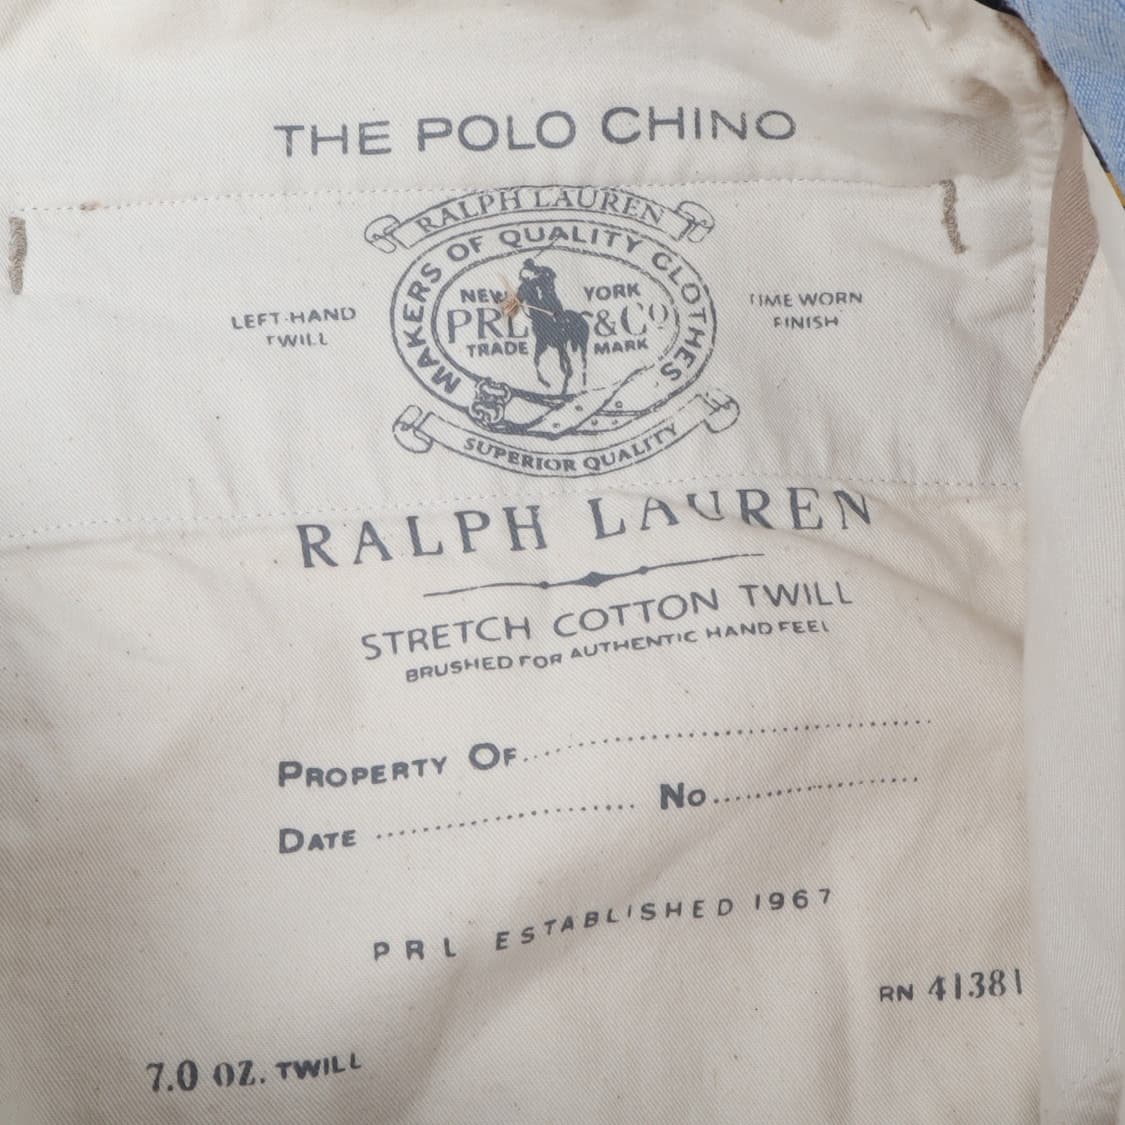 THE POLO CHINO
RALPH LAUREN
MAKERS OF QUALITY CLOTHES
NEW YORK
PRL &Co
TRADE MARK
SUPERIOR QUALITY
LEFT-HAND
TWILL
TIME WORN
FINISH
RALPH LAUREN
STRETCH COTTON TWILL
BRUSHED FOR AUTHENTIC HAND FEEL
PROPERTY OF
DATE No
PRL ESTABLISHED 1967
RN 41381
7.0 OZ. TWILL